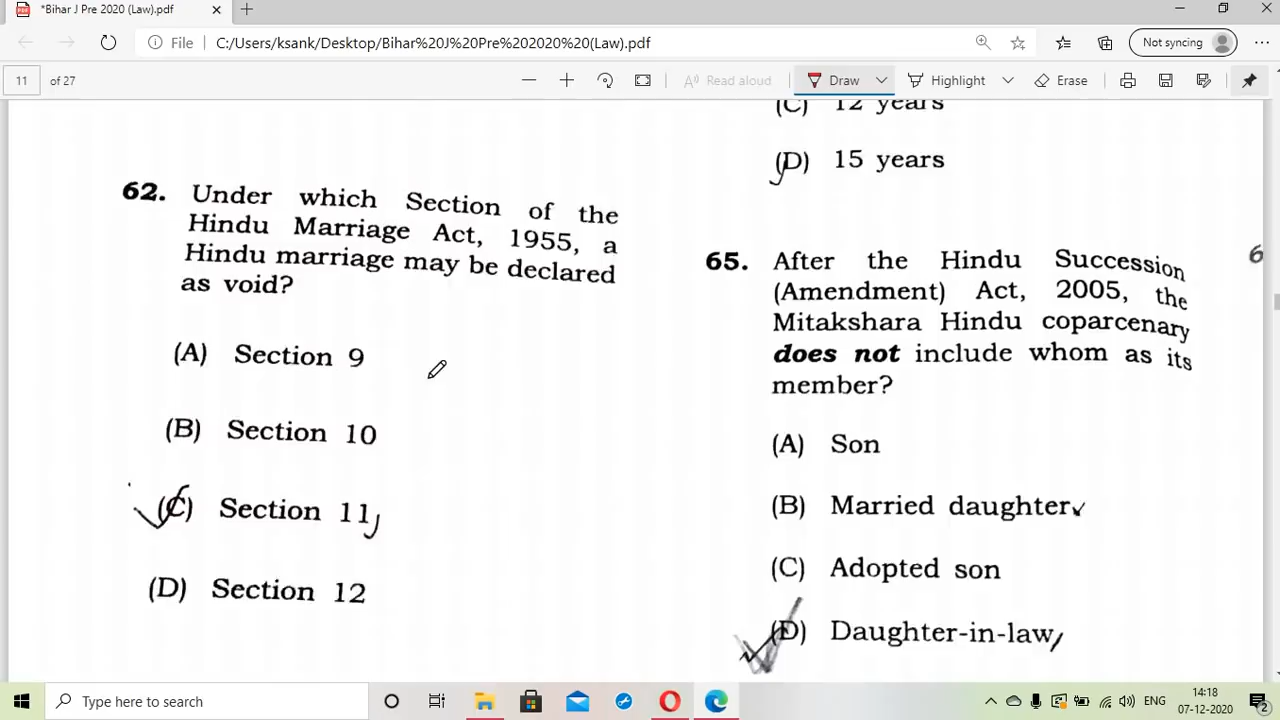 *Bihar J Pre 2020 (Law).pdf
File
C:/Users/ksank/Desktop/Bihar%20J%20Pre%202020%20(Law).pdf
Not syncing
11 of 27
Read aloud
Draw
Highlight
Erase
62. Under which Section of the
Hindu Marriage Act, 1955, a
Hindu marriage may be declared
as void?
(A) Section 9
(B) Section 10
(C) Section 11
(D) Section 12
(C) 12 years
(D) 15 years
65. After the Hindu Succession
(Amendment) Act, 2005, the
Mitakshara Hindu coparcenary
does not include whom as its
member?
(A) Son
(B) Married daughter
(C) Adopted son
(D) Daughter-in-law
6
Type here to search
ENG
14:18
07-12-2020
2